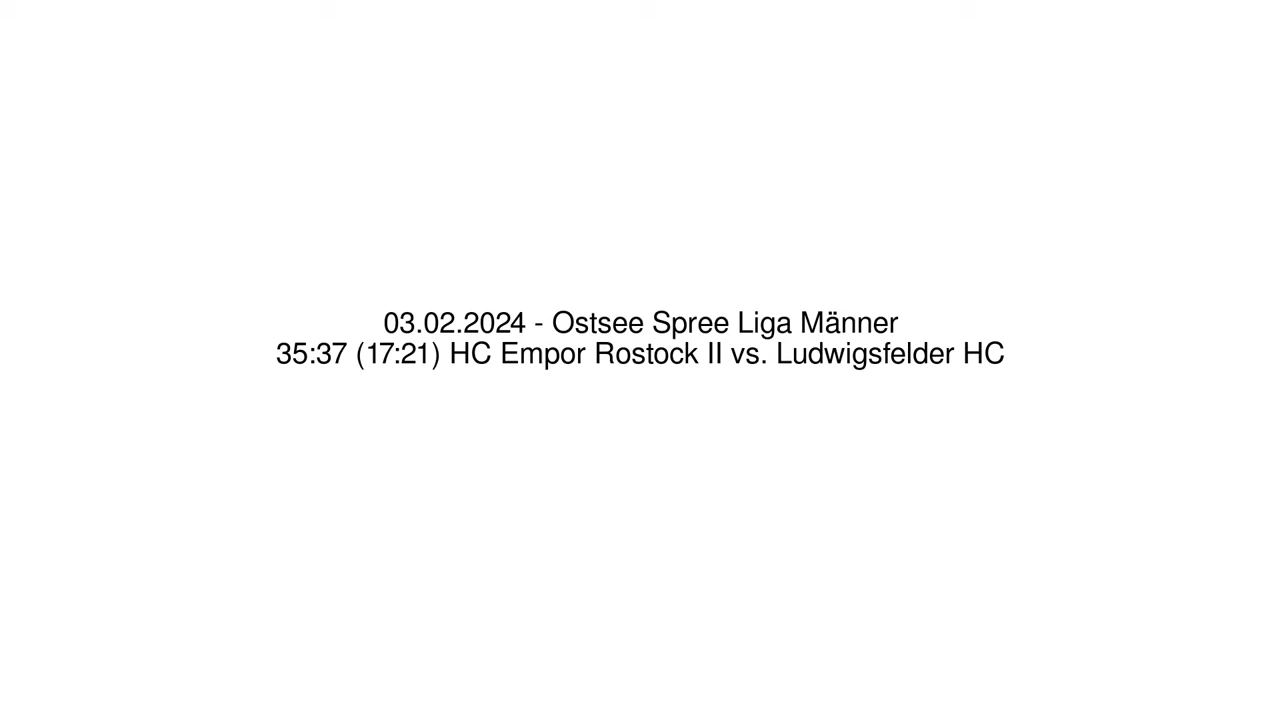 03.02.2024 - Ostsee Spree Liga Männer
35:37 (17:21) HC Empor Rostock II vs. Ludwigsfelder HC